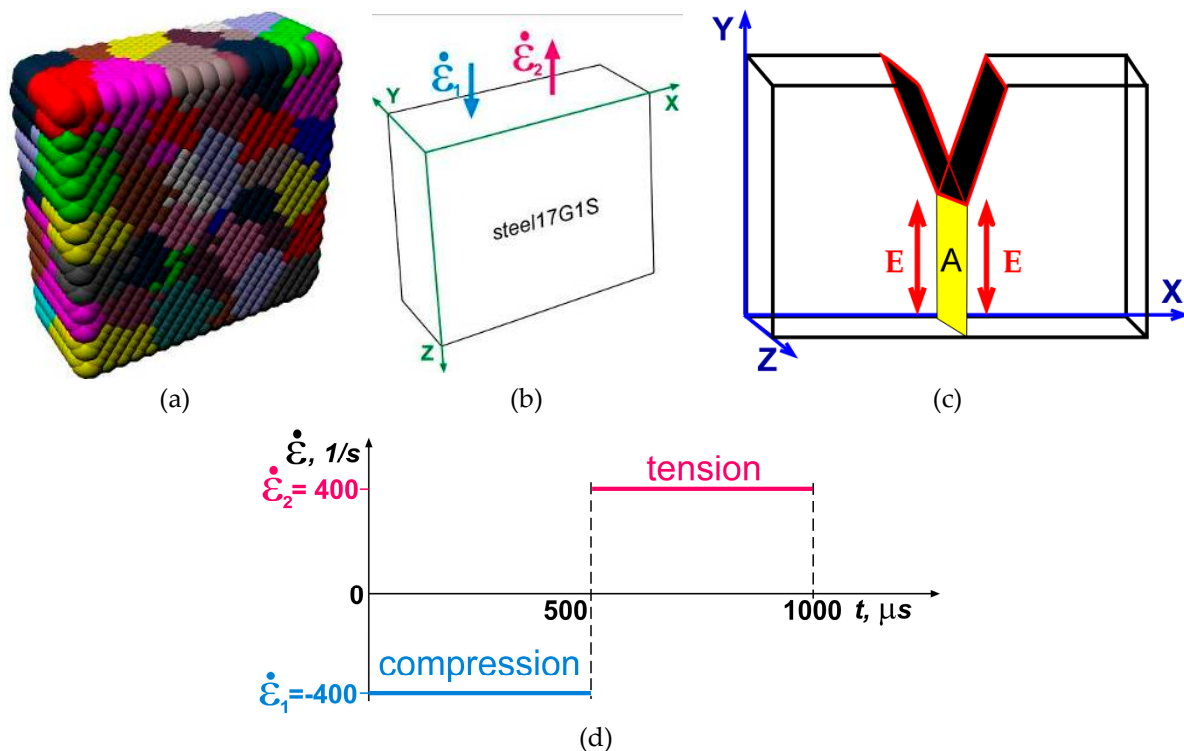 ε̇₁
ε̇₂
Y
X
steel17G1S
Z
Y
E
A
E
X
Z
(a)
(b)
(c)
ε̇, 1/s
ε̇₂= 400
tension
0
500
1000
t, μs
compression
ε̇₁=-400
(d)